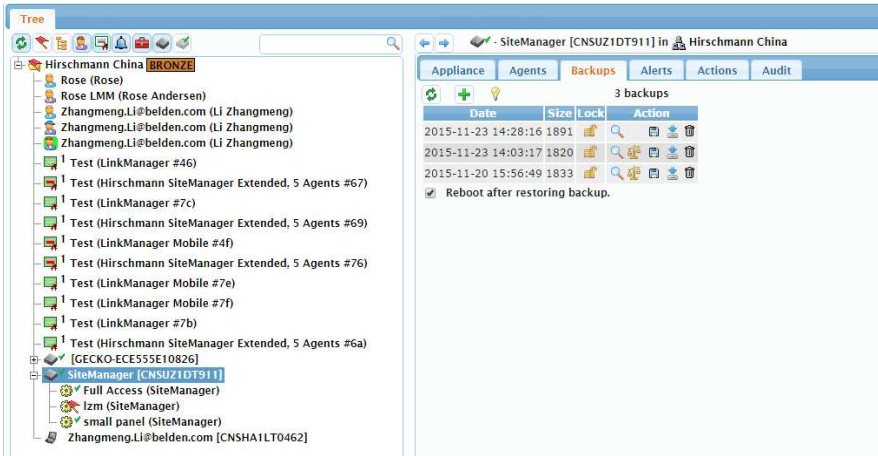 Tree
Hirschmann China BRONZE
Rose (Rose)
Rose LMM (Rose Andersen)
Zhangmeng.Li@belden.com (Li Zhangmeng)
Zhangmeng.Li@belden.com (Li Zhangmeng)
Zhangmeng.Li@belden.com (Li Zhangmeng)
1 Test (LinkManager #46)
1 Test (Hirschmann SiteManager Extended, 5 Agents #67)
1 Test (LinkManager #7c)
1 Test (Hirschmann SiteManager Extended, 5 Agents #69)
1 Test (LinkManager Mobile #4f)
1 Test (Hirschmann SiteManager Extended, 5 Agents #76)
1 Test (LinkManager Mobile #7e)
1 Test (LinkManager Mobile #7f)
1 Test (LinkManager #7b)
1 Test (Hirschmann SiteManager Extended, 5 Agents #6a)
[GECKO-ECE555E10826]
SiteManager [CNSUZ1DT911]
Full Access (SiteManager)
lzm (SiteManager)
small panel (SiteManager)
Zhangmeng.Li@belden.com [CNSHA1LT0462]
- SiteManager [CNSUZ1DT911] in Hirschmann China
Appliance Agents Backups Alerts Actions Audit
3 backups
Date Size Lock Action
2015-11-23 14:28:16 1891
2015-11-23 14:03:17 1820
2015-11-20 15:56:49 1833
Reboot after restoring backup.